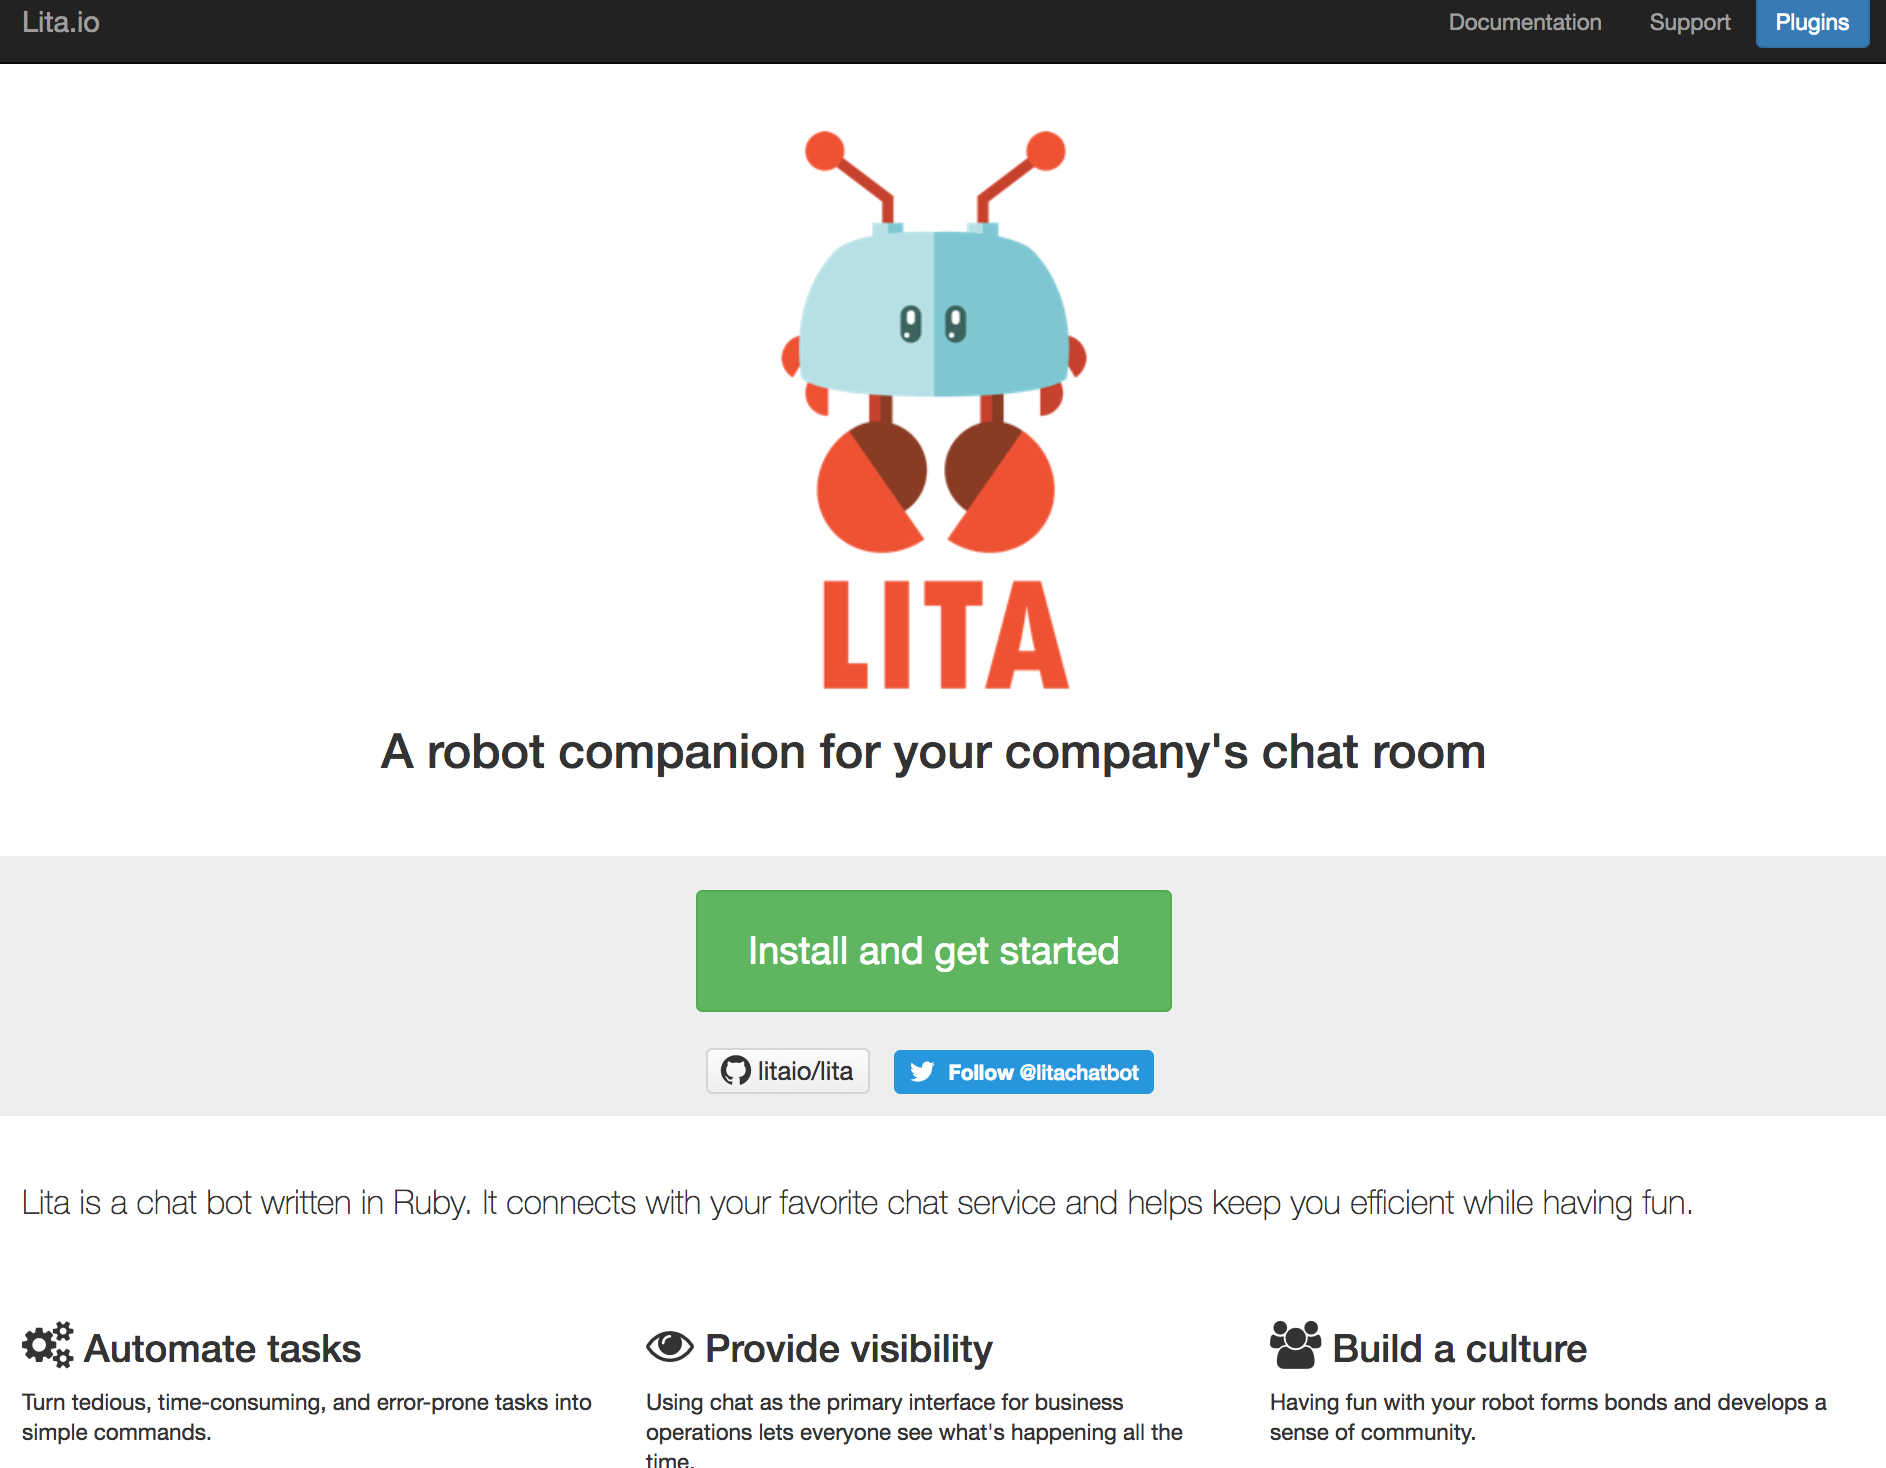 Lita.io
Documentation
Support
Plugins
LITA
A robot companion for your company's chat room
Install and get started
litaio/lita
Follow @litachatbot
Lita is a chat bot written in Ruby. It connects with your favorite chat service and helps keep you efficient while having fun.
Automate tasks
Turn tedious, time-consuming, and error-prone tasks into
simple commands.
Provide visibility
Using chat as the primary interface for business
operations lets everyone see what's happening all the
time.
Build a culture
Having fun with your robot forms bonds and develops a
sense of community.